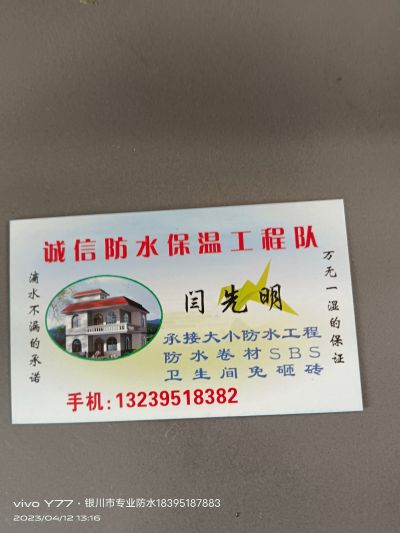 诚信防水保温工程队
滴水不漏的承诺
万无一湿的保证
闫先明
承接大小防水工程
防水卷材SBS
卫生间免砸砖
手机:13239518382
vivo Y77 · 银川市专业防水18395187883
2023/04/12 13:16